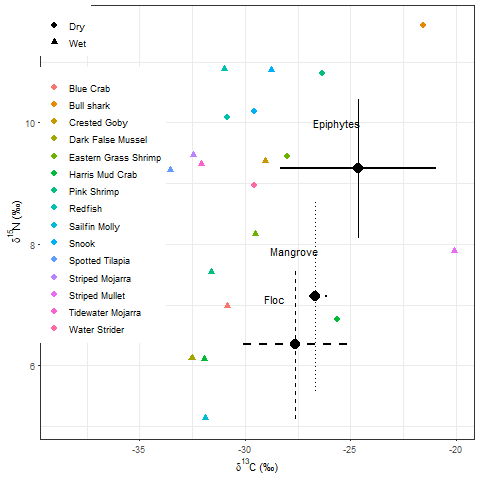 Dry
Wet
Blue Crab
Bull shark
Crested Goby
Dark False Mussel
Eastern Grass Shrimp
Harris Mud Crab
Pink Shrimp
Redfish
Sailfin Molly
Snook
Spotted Tilapia
Striped Mojarra
Striped Mullet
Tidewater Mojarra
Water Strider
Epiphytes
Mangrove
Floc
10
8
6
δ15N (‰)
-35
-30
-25
-20
δ13C (‰)